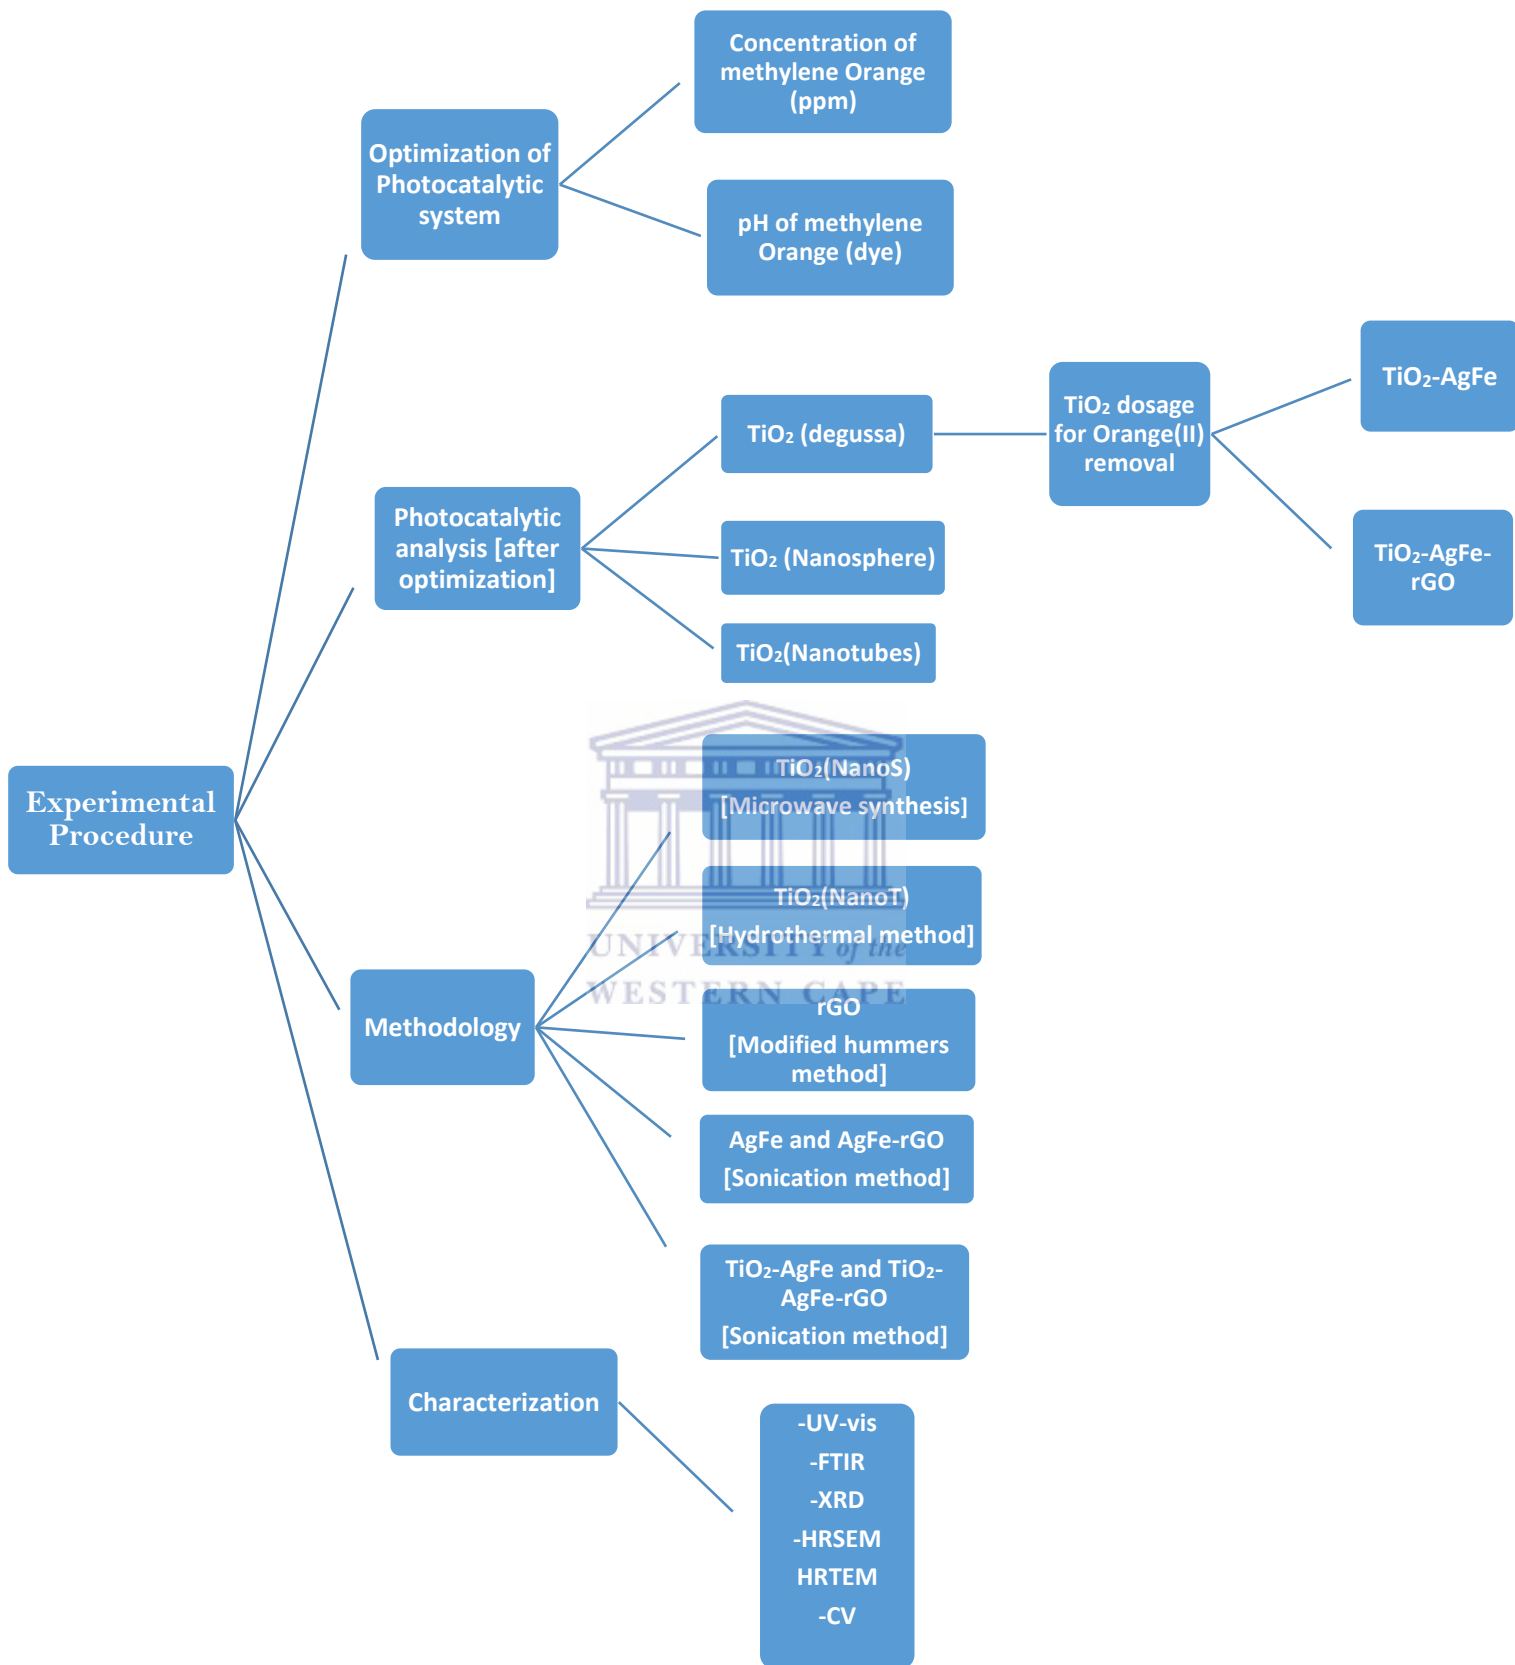 Concentration of
methylene Orange
(ppm)
Optimization of
Photocatalytic
system
pH of methylene
Orange (dye)
TiO₂-AgFe
TiO₂ dosage
for Orange(II)
removal
TiO₂ (degussa)
Photocatalytic
analysis [after
optimization]
TiO₂ (Nanosphere)
TiO₂-AgFe-
rGO
TiO₂(Nanotubes)
Experimental
Procedure
TiO₂(NanoS)
[Microwave synthesis]
TiO₂(NanoT)
[Hydrothermal method]
UNIVERSITY of the
WESTERN CAPE
Methodology
rGO
[Modified hummers
method]
AgFe and AgFe-rGO
[Sonication method]
TiO₂-AgFe and TiO₂-
AgFe-rGO
[Sonication method]
Characterization
-UV-vis
-FTIR
-XRD
-HRSEM
HRTEM
-CV